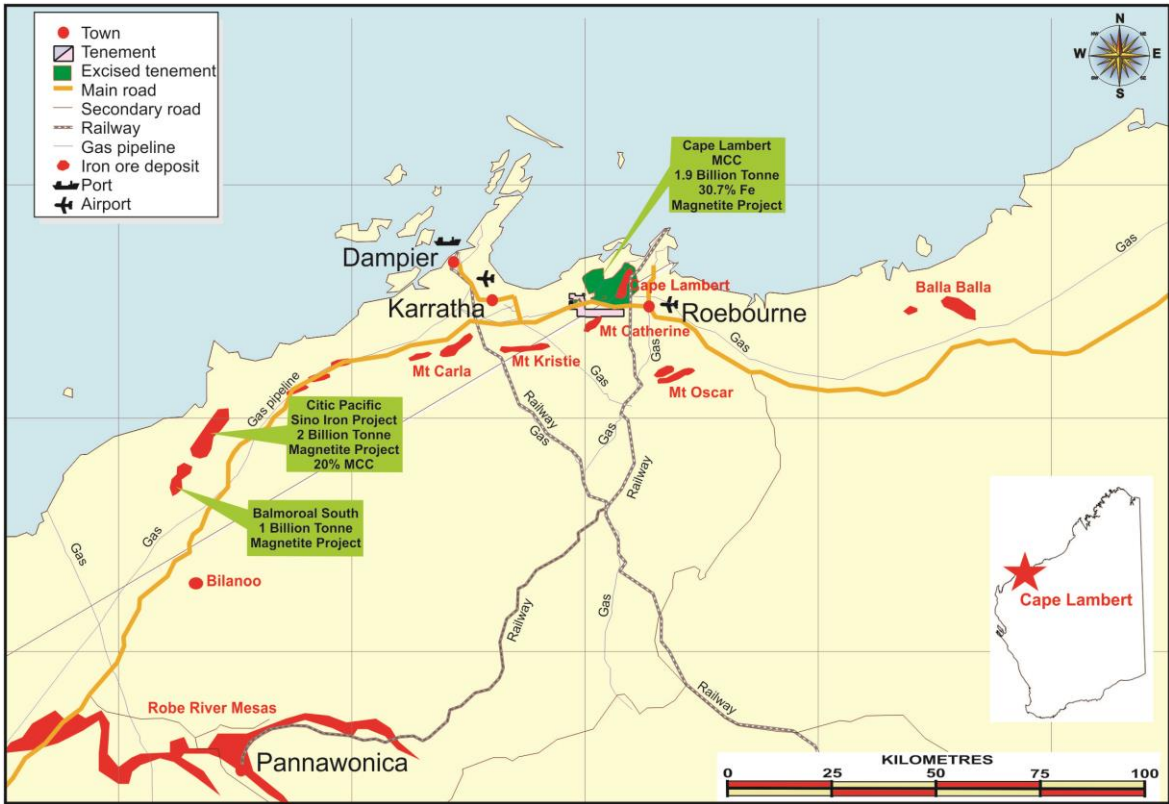 Town
Tenement
Excised tenement
Main road
Secondary road
Railway
Gas pipeline
Iron ore deposit
Port
Airport
N
W
E
S
Cape Lambert
MCC
1.9 Billion Tonne
30.7% Fe
Magnetite Project
Dampier
Karratha
Cape Lambert
Roebourne
Balla Balla
Mt Catherine
Mt Carla
Mt Kristie
Mt Oscar
Gas
Gas
Gas
Gas
Gas pipeline
Railway
Gas
Gas
Railway
Citic Pacific
Sino Iron Project
2 Billion Tonne
Magnetite Project
20% MCC
Balmoroal South
1 Billion Tonne
Magnetite Project
Gas
Gas
Bilanoo
Railway
Gas
Railway
Cape Lambert
Robe River Mesas
Pannawonica
KILOMETRES
0 25 50 75 100